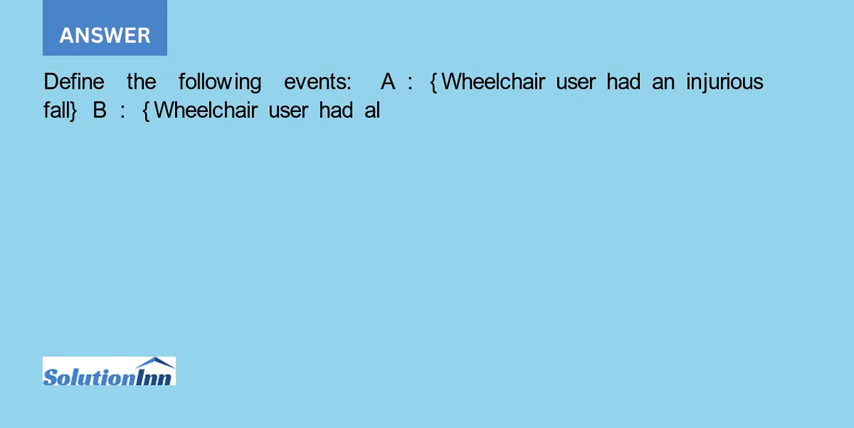 ANSWER
Define the following events: A : {Wheelchair user had an injurious
fall} B : {Wheelchair user had al
SolutionInn